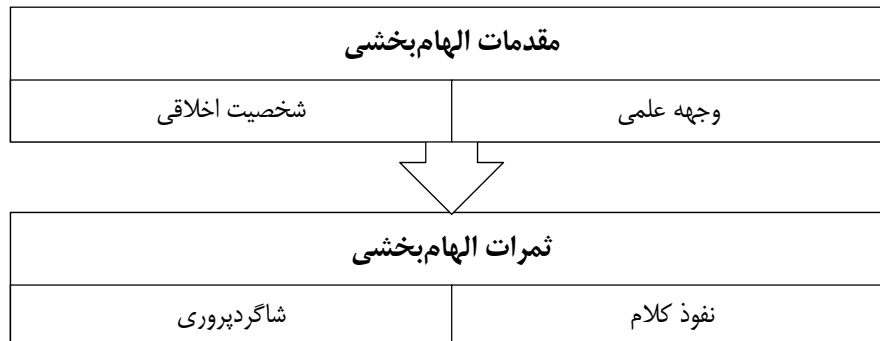 مقدمات الهام‌بخشی
وجهه علمی
شخصیت اخلاقی
ثمرات الهام‌بخشی
نفوذ کلام
شاگردپروری